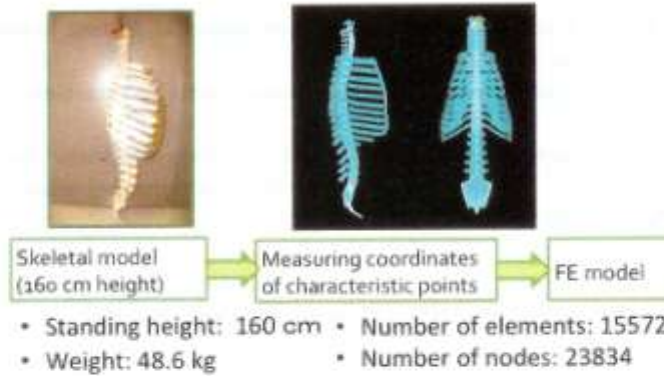 Skeletal model
(160 cm height)
Measuring coordinates
of characteristic points
FE model
• Standing height: 160 cm
• Weight: 48.6 kg
• Number of elements: 15572
• Number of nodes: 23834